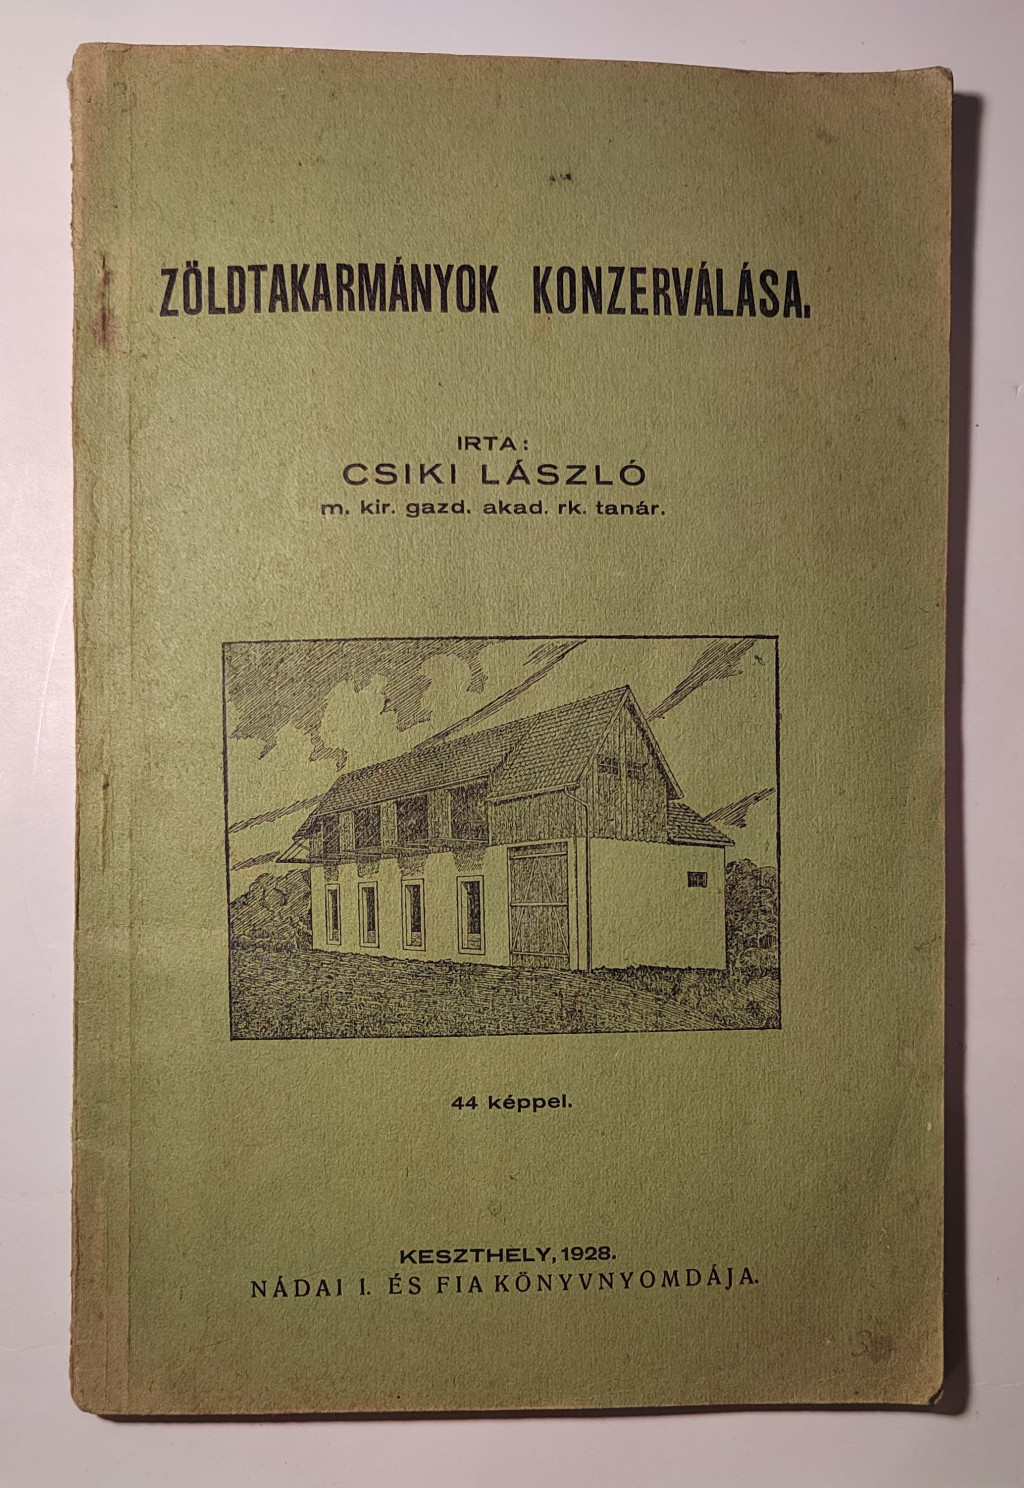 ZÖLDTAKARMÁNYOK KONZERVÁLÁSA.
IRTA:
CSIKI LÁSZLÓ
m. kir. gazd. akad. rk. tanár.
44 képpel.
KESZTHELY, 1928.
NÁDAI I. ÉS FIA KÖNYVNYOMDÁJA.